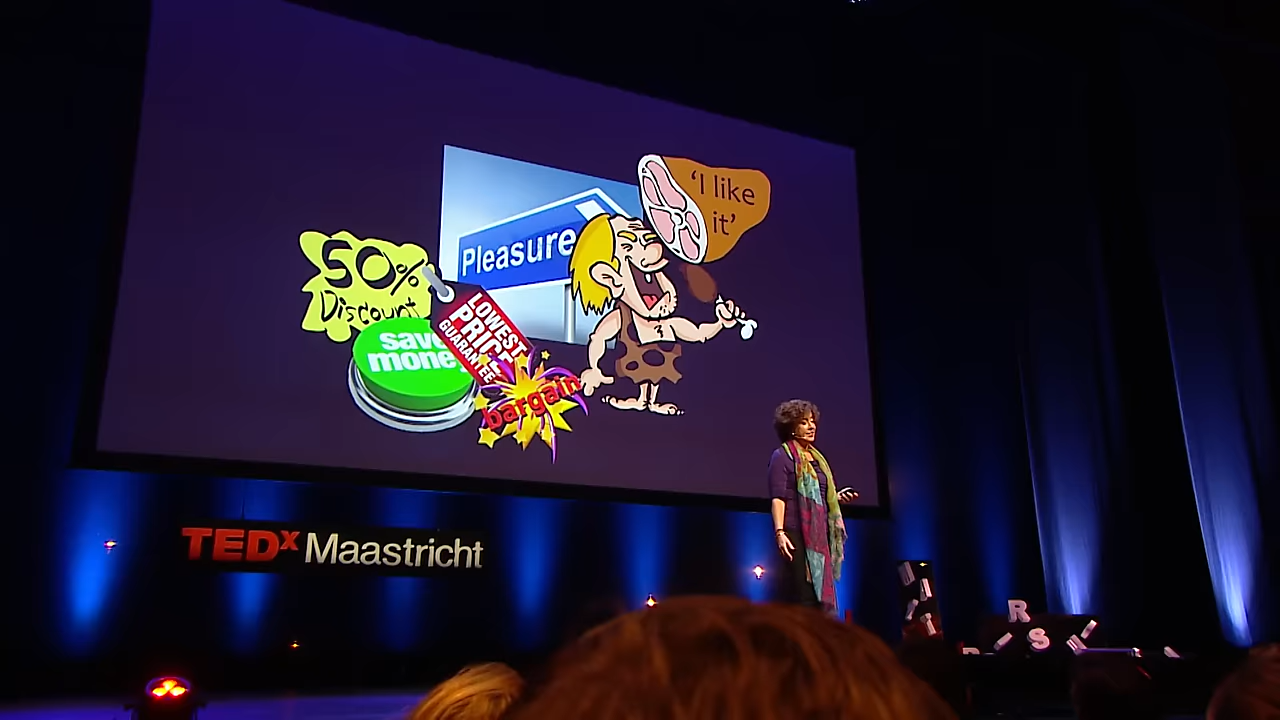 'I like
it'
Pleasure
50%
Discount
save
money
LOWEST
PRICE
GUARANTEE
bargain
TEDx Maastricht
R
S